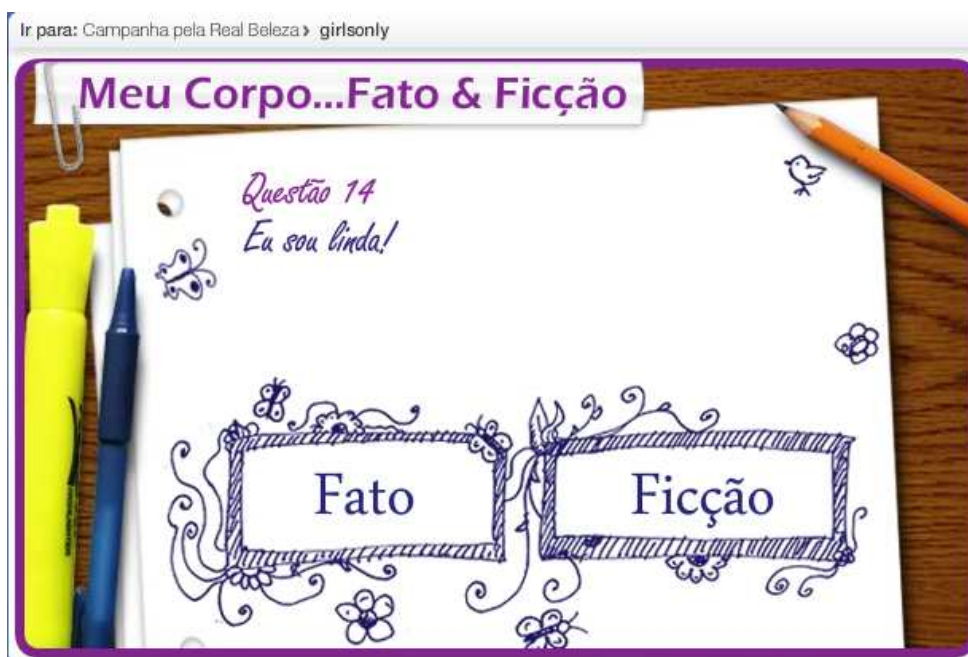 Ir para: Campanha pela Real Beleza › girlsonly
Meu Corpo...Fato & Ficção
Questão 14
Eu sou linda!
Fato
Ficção